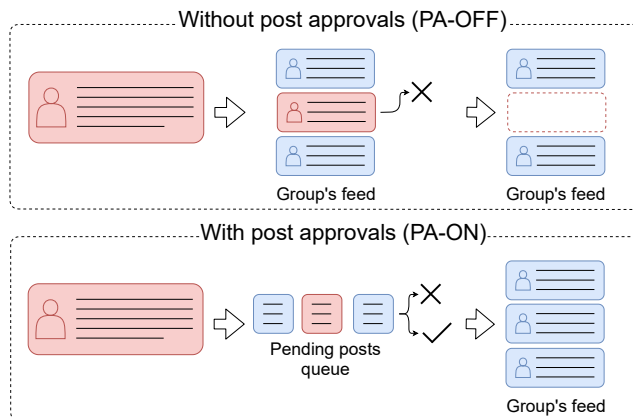 Without post approvals (PA-OFF)
Group's feed
Group's feed
With post approvals (PA-ON)
Pending posts
queue
Group's feed